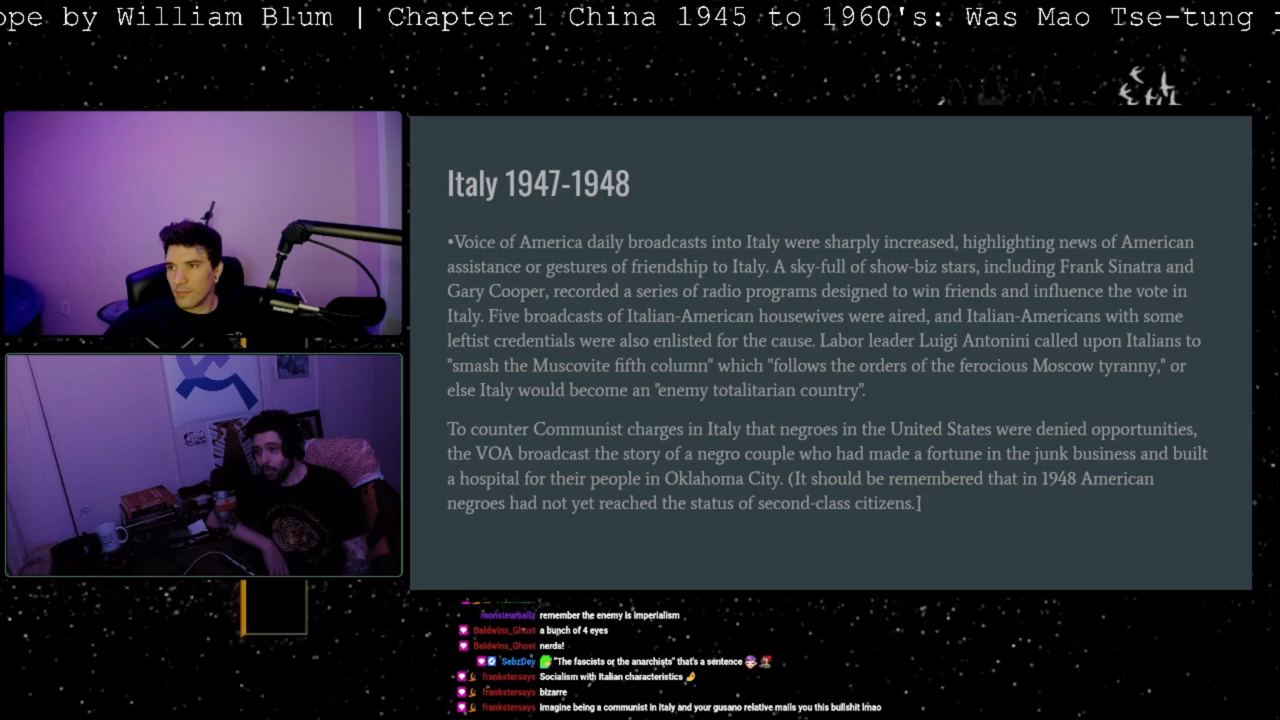 ope by William Blum | Chapter 1 China 1945 to 1960's: Was Mao Tse-tung
Italy 1947-1948
•Voice of America daily broadcasts into Italy were sharply increased, highlighting news of American
assistance or gestures of friendship to Italy. A sky-full of show-biz stars, including Frank Sinatra and
Gary Cooper, recorded a series of radio programs designed to win friends and influence the vote in
Italy. Five broadcasts of Italian-American housewives were aired, and Italian-Americans with some
leftist credentials were also enlisted for the cause. Labor leader Luigi Antonini called upon Italians to
"smash the Muscovite fifth column" which "follows the orders of the ferocious Moscow tyranny," or
else Italy would become an "enemy totalitarian country".
To counter Communist charges in Italy that negroes in the United States were denied opportunities,
the VOA broadcast the story of a negro couple who had made a fortune in the junk business and built
a hospital for their people in Oklahoma City. (It should be remembered that in 1948 American
negroes had not yet reached the status of second-class citizens.]
monsieurballz remember the enemy is imperialism
Baldwins_Ghost a bunch of 4 eyes
Baldwins_Ghost nerds!
SebzDey "The fascists or the anarchists" that's a sentence
frankstersays Socialism with Italian characteristics
frankstersays bizarre
frankstersays imagine being a communist in italy and your gusano relative mails you this bullshit lmao